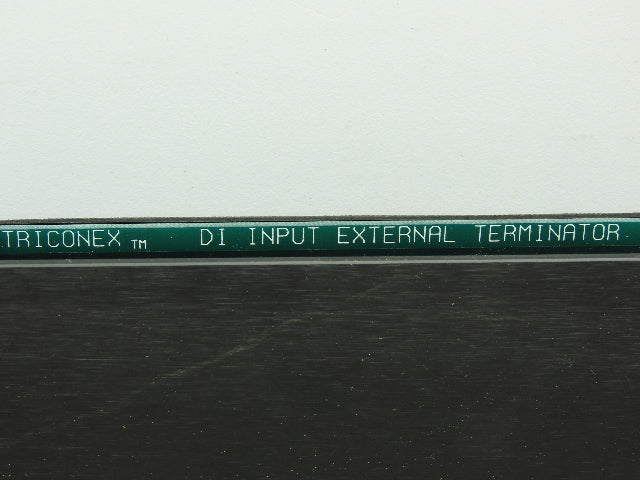 TRICONEX TM DI INPUT EXTERNAL TERMINATOR